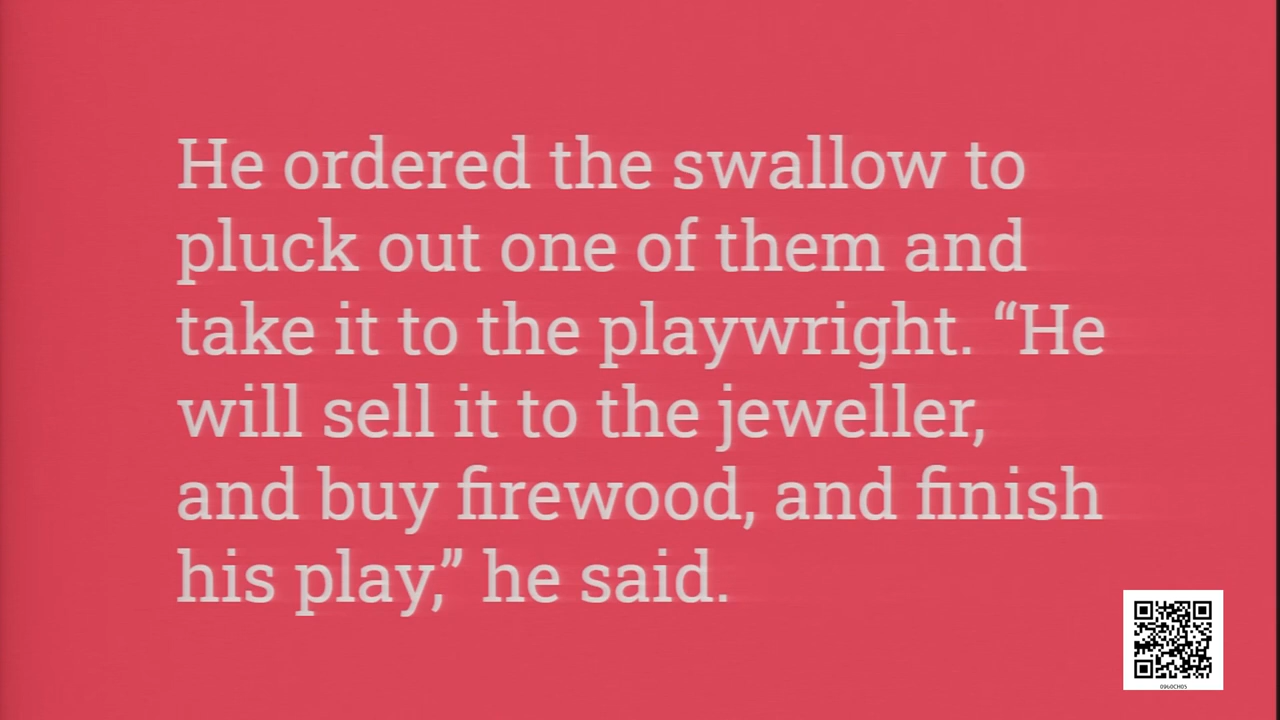 He ordered the swallow to
pluck out one of them and
take it to the playwright. “He
will sell it to the jeweller,
and buy firewood, and finish
his play,” he said.
0960CH05